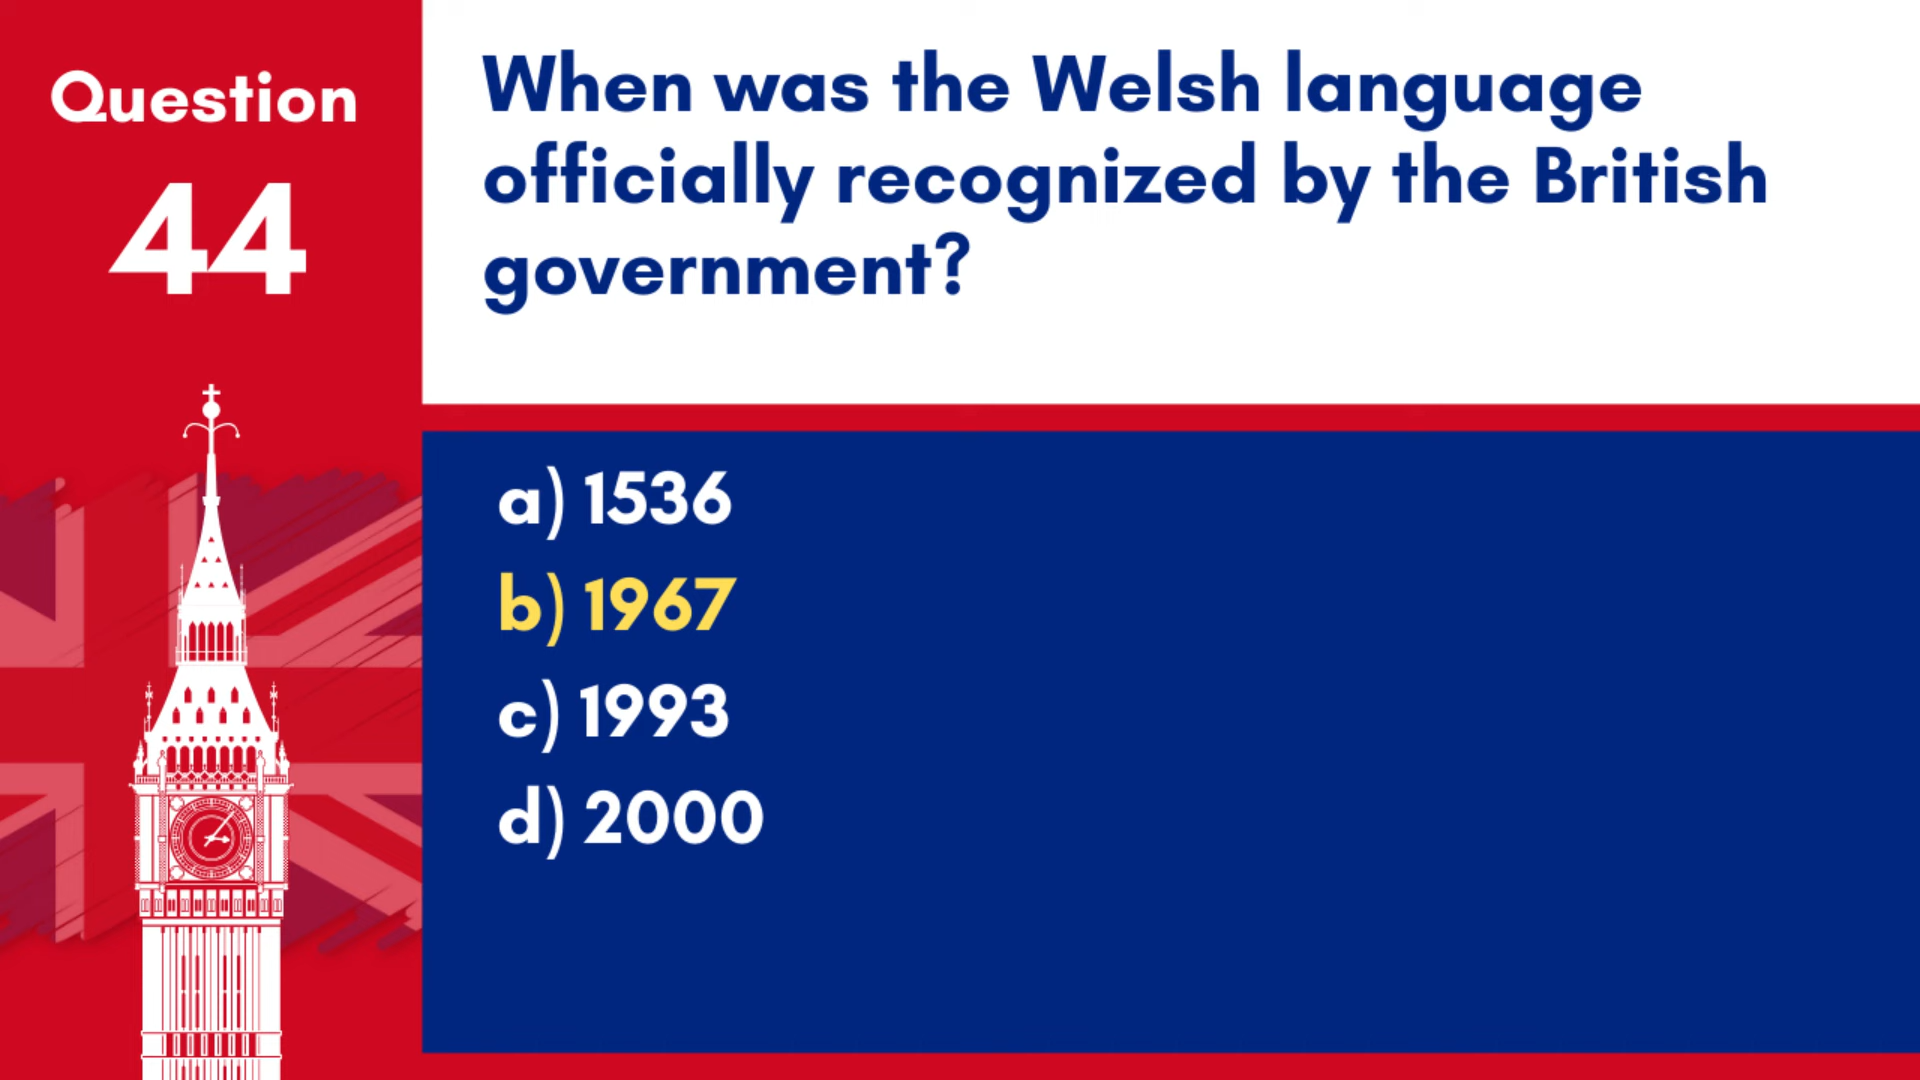 Question
44
When was the Welsh language
officially recognized by the British
government?
a) 1536
b) 1967
c) 1993
d) 2000